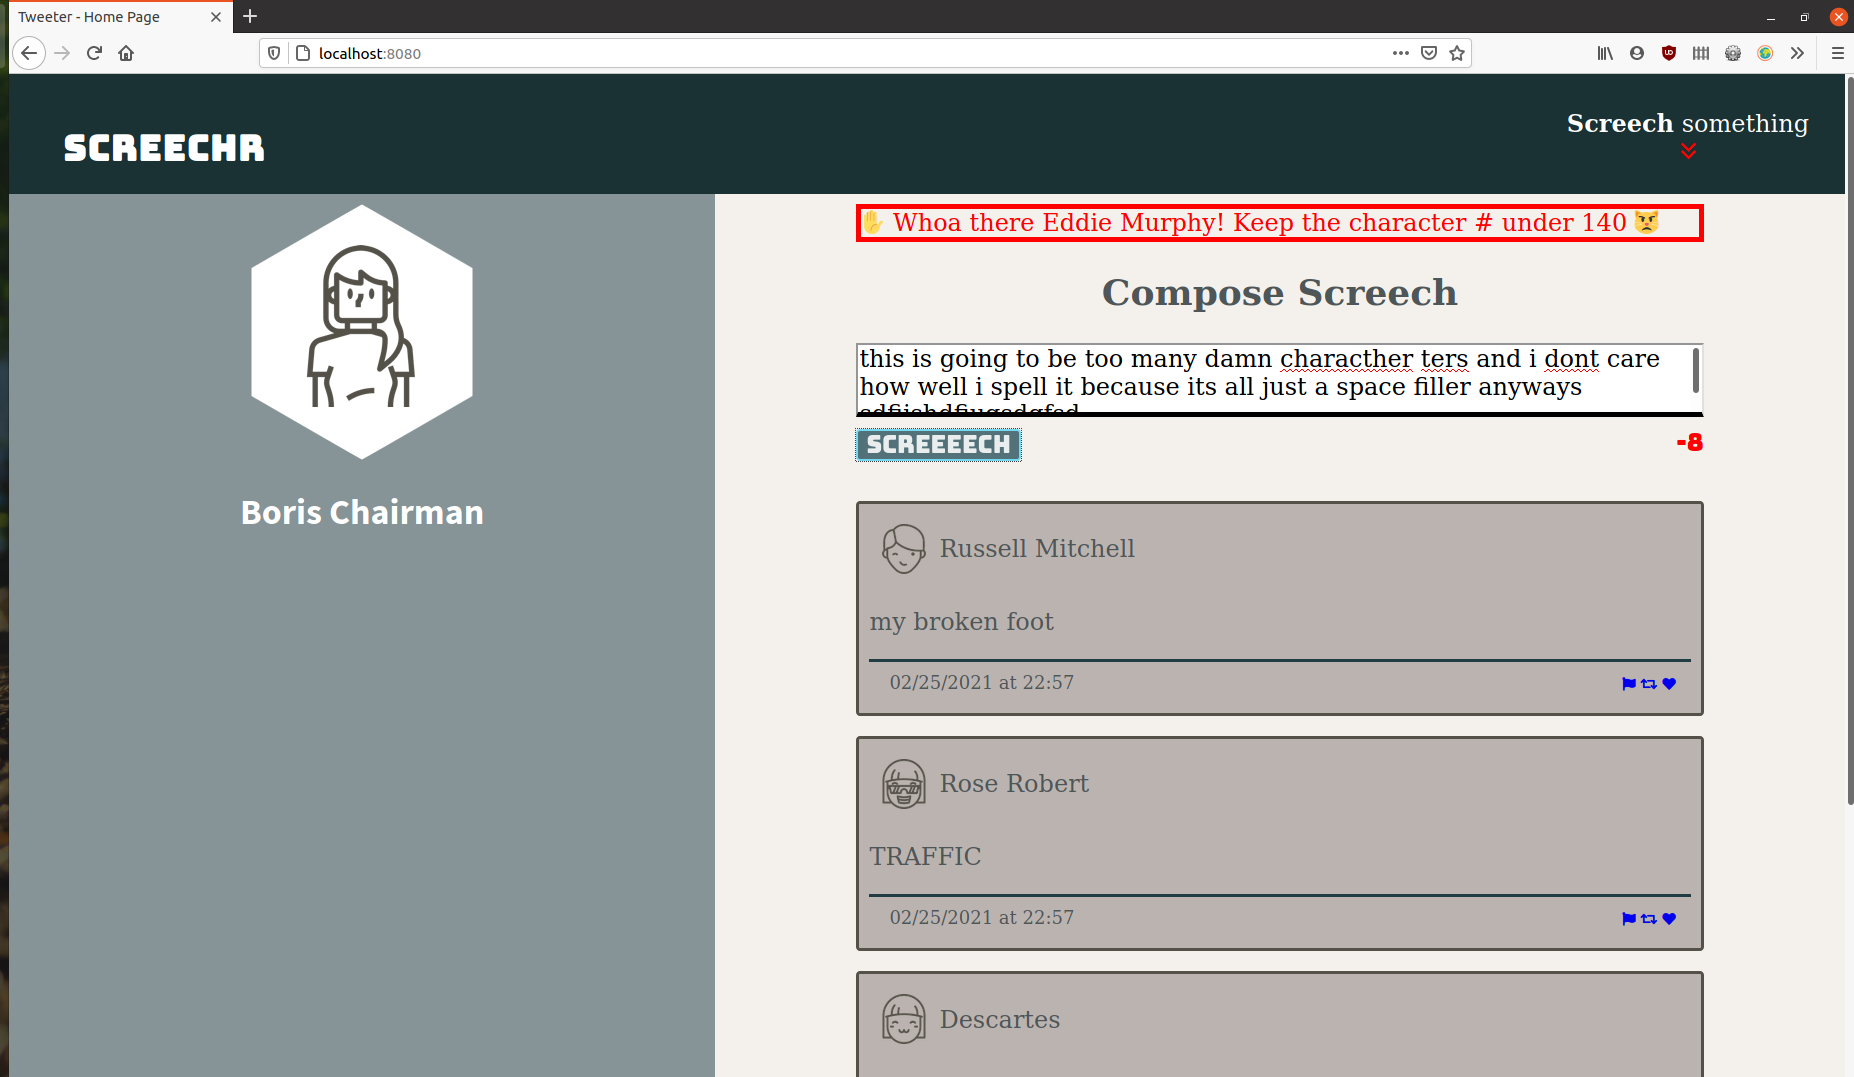 Tweeter - Home Page
localhost:8080
SCREECHR
Screech something
✋ Whoa there Eddie Murphy! Keep the character # under 140 😾
Compose Screech
this is going to be too many damn characther ters and i dont care
how well i spell it because its all just a space filler anyways
SCREEEECH
-8
Boris Chairman
Russell Mitchell
my broken foot
02/25/2021 at 22:57
Rose Robert
TRAFFIC
02/25/2021 at 22:57
Descartes